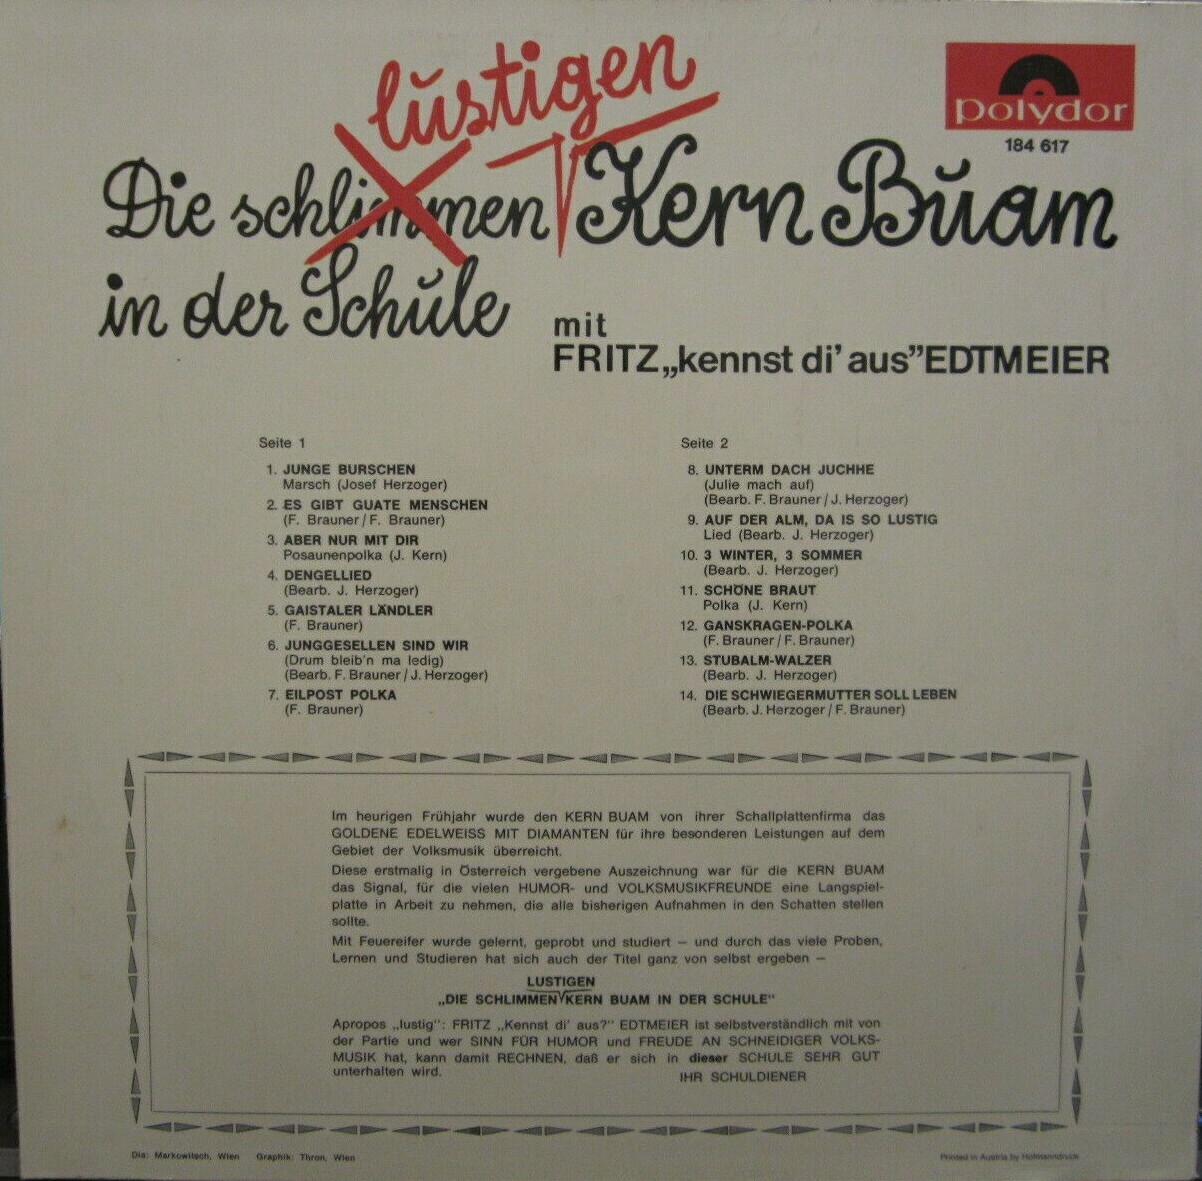 lustigen
polydor
184 617
Die schlimmen Kern Buam
in der Schule
mit
FRITZ „kennst di' aus” EDTMEIER
Seite 1
1. JUNGE BURSCHEN
Marsch (Josef Herzoger)
2. ES GIBT GUATE MENSCHEN
(F. Brauner / F. Brauner)
3. ABER NUR MIT DIR
Posaunenpolka (J. Kern)
4. DENGELLIED
(Bearb. J. Herzoger)
5. GAISTALER LÄNDLER
(F. Brauner)
6. JUNGGESELLEN SIND WIR
(Drum bleib'n ma ledig)
(Bearb. F. Brauner / J. Herzoger)
7. EILPOST POLKA
(F. Brauner)
Seite 2
8. UNTERM DACH JUCHHE
(Julie mach auf)
(Bearb. F. Brauner / J. Herzoger)
9. AUF DER ALM, DA IS SO LUSTIG
Lied (Bearb. J. Herzoger)
10. 3 WINTER, 3 SOMMER
(Bearb. J. Herzoger)
11. SCHÖNE BRAUT
Polka (J. Kern)
12. GANSKRAGEN-POLKA
(F. Brauner / F. Brauner)
13. STUBALM-WALZER
(Bearb. J. Herzoger)
14. DIE SCHWIEGERMUTTER SOLL LEBEN
(Bearb. J. Herzoger / F. Brauner)
Im heurigen Frühjahr wurde den KERN BUAM von ihrer Schallplattenfirma das
GOLDENE EDELWEISS MIT DIAMANTEN für ihre besonderen Leistungen auf dem
Gebiet der Volksmusik überreicht.
Diese erstmalig in Österreich vergebene Auszeichnung war für die KERN BUAM
das Signal, für die vielen HUMOR- und VOLKSMUSIKFREUNDE eine Langspiel-
platte in Arbeit zu nehmen, die alle bisherigen Aufnahmen in den Schatten stellen
sollte.
Mit Feuereifer wurde gelernt, geprobt und studiert – und durch das viele Proben,
Lernen und Studieren hat sich auch der Titel ganz von selbst ergeben –
LUSTIGEN
„DIE SCHLIMMEN KERN BUAM IN DER SCHULE“
Apropos „lustig“: FRITZ „Kennst di' aus?“ EDTMEIER ist selbstverständlich mit von
der Partie und wer SINN FÜR HUMOR und FREUDE AN SCHNEIDIGER VOLKS-
MUSIK hat, kann damit RECHNEN, daß er sich in dieser SCHULE SEHR GUT
unterhalten wird.
IHR SCHULDIENER
Dia: Markowitsch, Wien Graphik: Thron, Wien
Printed in Austria by Hofmanndruck